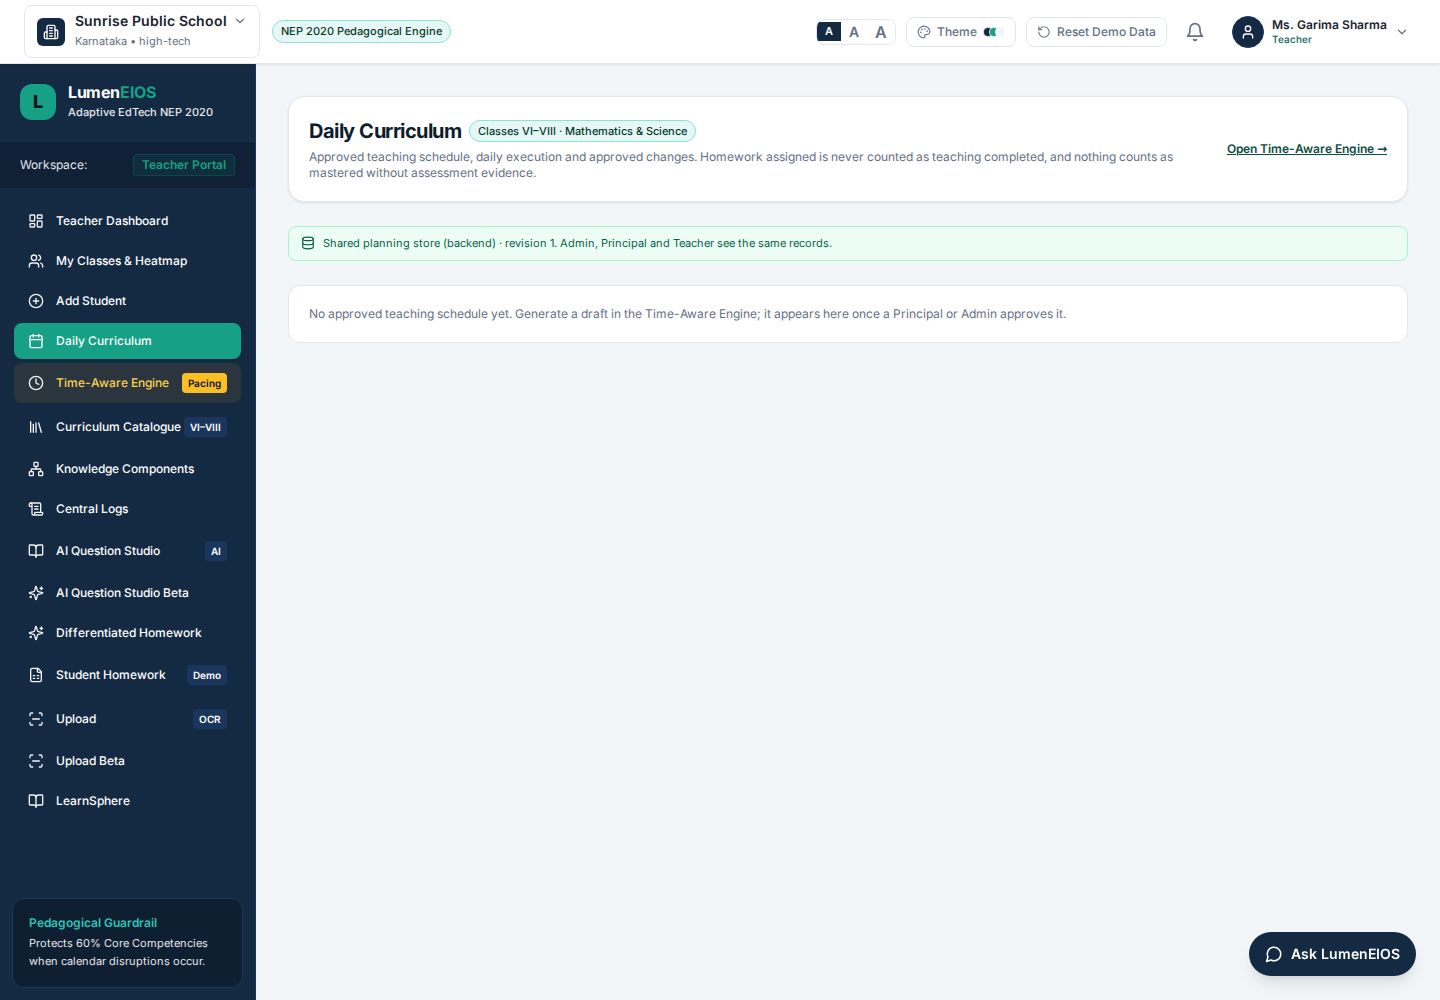 Sunrise Public School
Karnataka • high-tech
NEP 2020 Pedagogical Engine
A A A
Theme
Reset Demo Data
Ms. Garima Sharma
Teacher
L
LumenEIOS
Adaptive EdTech NEP 2020
Workspace:
Teacher Portal
Teacher Dashboard
My Classes & Heatmap
Add Student
Daily Curriculum
Time-Aware Engine
Pacing
Curriculum Catalogue
VI–VIII
Knowledge Components
Central Logs
AI Question Studio
AI
AI Question Studio Beta
Differentiated Homework
Student Homework
Demo
Upload
OCR
Upload Beta
LearnSphere
Pedagogical Guardrail
Protects 60% Core Competencies
when calendar disruptions occur.
Daily Curriculum
Classes VI–VIII · Mathematics & Science
Approved teaching schedule, daily execution and approved changes. Homework assigned is never counted as teaching completed, and nothing counts as
mastered without assessment evidence.
Open Time-Aware Engine →
Shared planning store (backend) · revision 1. Admin, Principal and Teacher see the same records.
No approved teaching schedule yet. Generate a draft in the Time-Aware Engine; it appears here once a Principal or Admin approves it.
Ask LumenEIOS